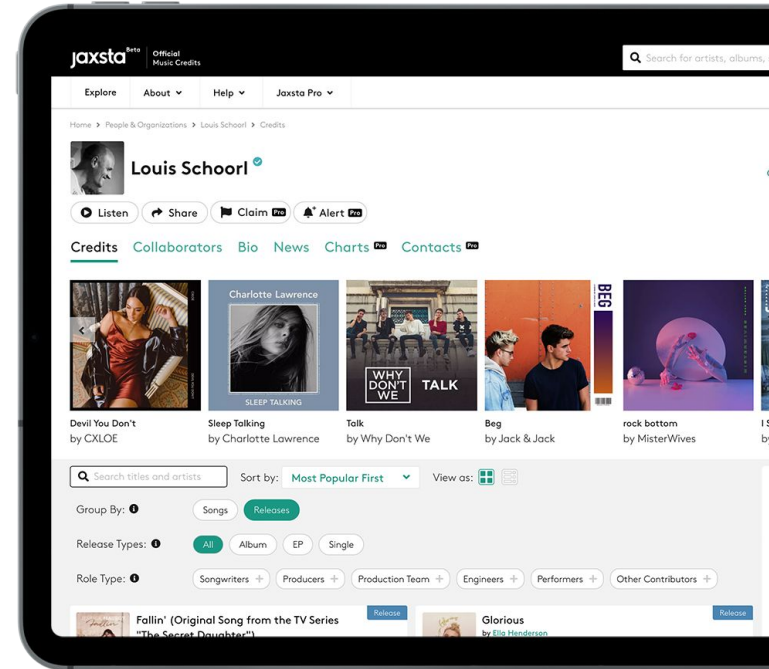 jaxsta Beta
Official
Music Credits
Search for artists, albums,
Explore
About
Help
Jaxsta Pro
Home > People & Organizations > Louis Schoorl > Credits
Louis Schoorl
Listen
Share
Claim Pro
Alert Pro
Credits
Collaborators
Bio
News
Charts Pro
Contacts Pro
Charlotte Lawrence
SLEEP TALKING
WHY
DON'T
WE
TALK
BEG
Devil You Don't
by CXLOE
Sleep Talking
by Charlotte Lawrence
Talk
by Why Don't We
Beg
by Jack & Jack
rock bottom
by MisterWives
Search titles and artists
Sort by:
Most Popular First
View as:
Group By:
Songs
Releases
Release Types:
All
Album
EP
Single
Role Type:
Songwriters +
Producers +
Production Team +
Engineers +
Performers +
Other Contributors +
Fallin' (Original Song from the TV Series
"The Secret Daughter")
Release
Glorious
by Ella Henderson
Release